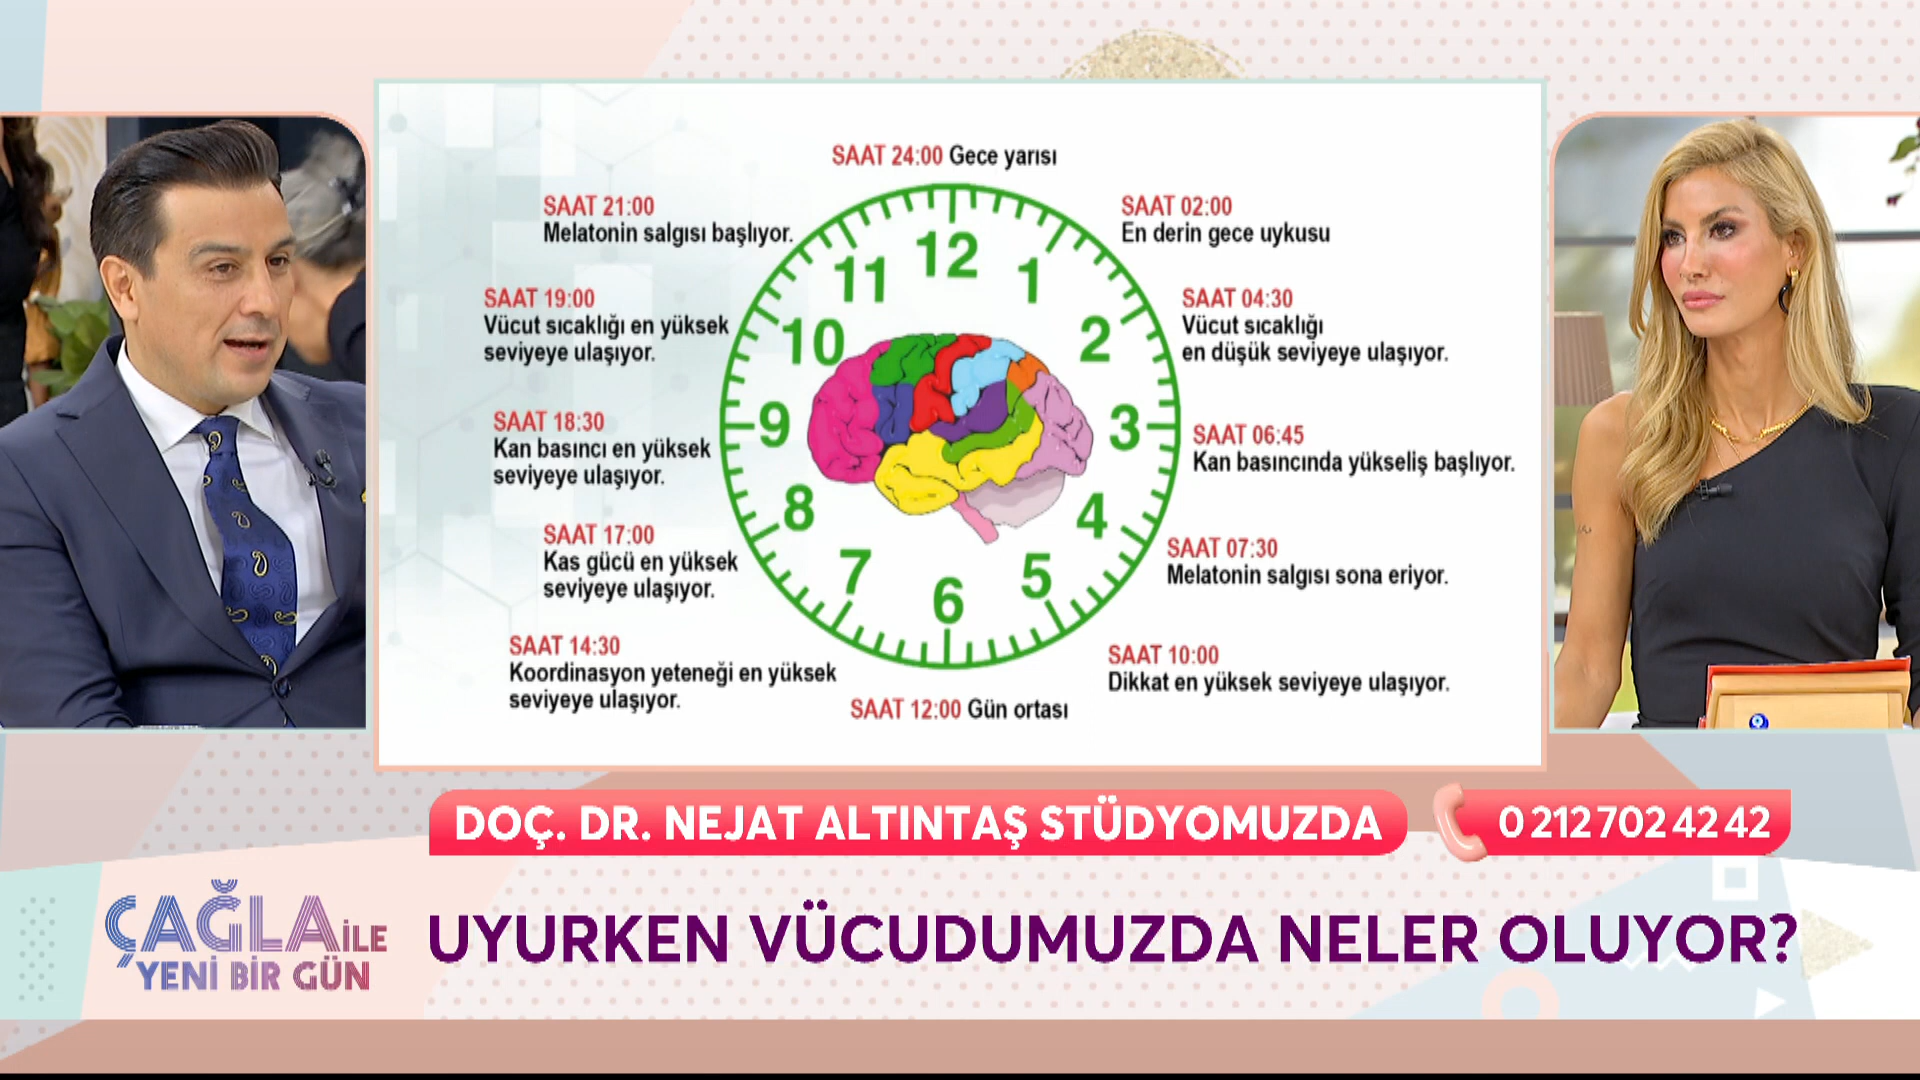 SAAT 24:00 Gece yarısı
SAAT 21:00
Melatonin salgısı başlıyor.
SAAT 02:00
En derin gece uykusu
SAAT 19:00
Vücut sıcaklığı en yüksek
seviyeye ulaşıyor.
SAAT 04:30
Vücut sıcaklığı
en düşük seviyeye ulaşıyor.
SAAT 18:30
Kan basıncı en yüksek
seviyeye ulaşıyor.
SAAT 06:45
Kan basıncında yükseliş başlıyor.
SAAT 17:00
Kas gücü en yüksek
seviyeye ulaşıyor.
SAAT 07:30
Melatonin salgısı sona eriyor.
SAAT 14:30
Koordinasyon yeteneği en yüksek
seviyeye ulaşıyor.
SAAT 10:00
Dikkat en yüksek seviyeye ulaşıyor.
SAAT 12:00 Gün ortası
12
1
2
3
4
5
6
7
8
9
10
11
DOÇ. DR. NEJAT ALTINTAŞ STÜDYOMUZDA
0 212 702 42 42
ÇAĞLA İLE
YENİ BİR GÜN
UYURKEN VÜCUDUMUZDA NELER OLUYOR?